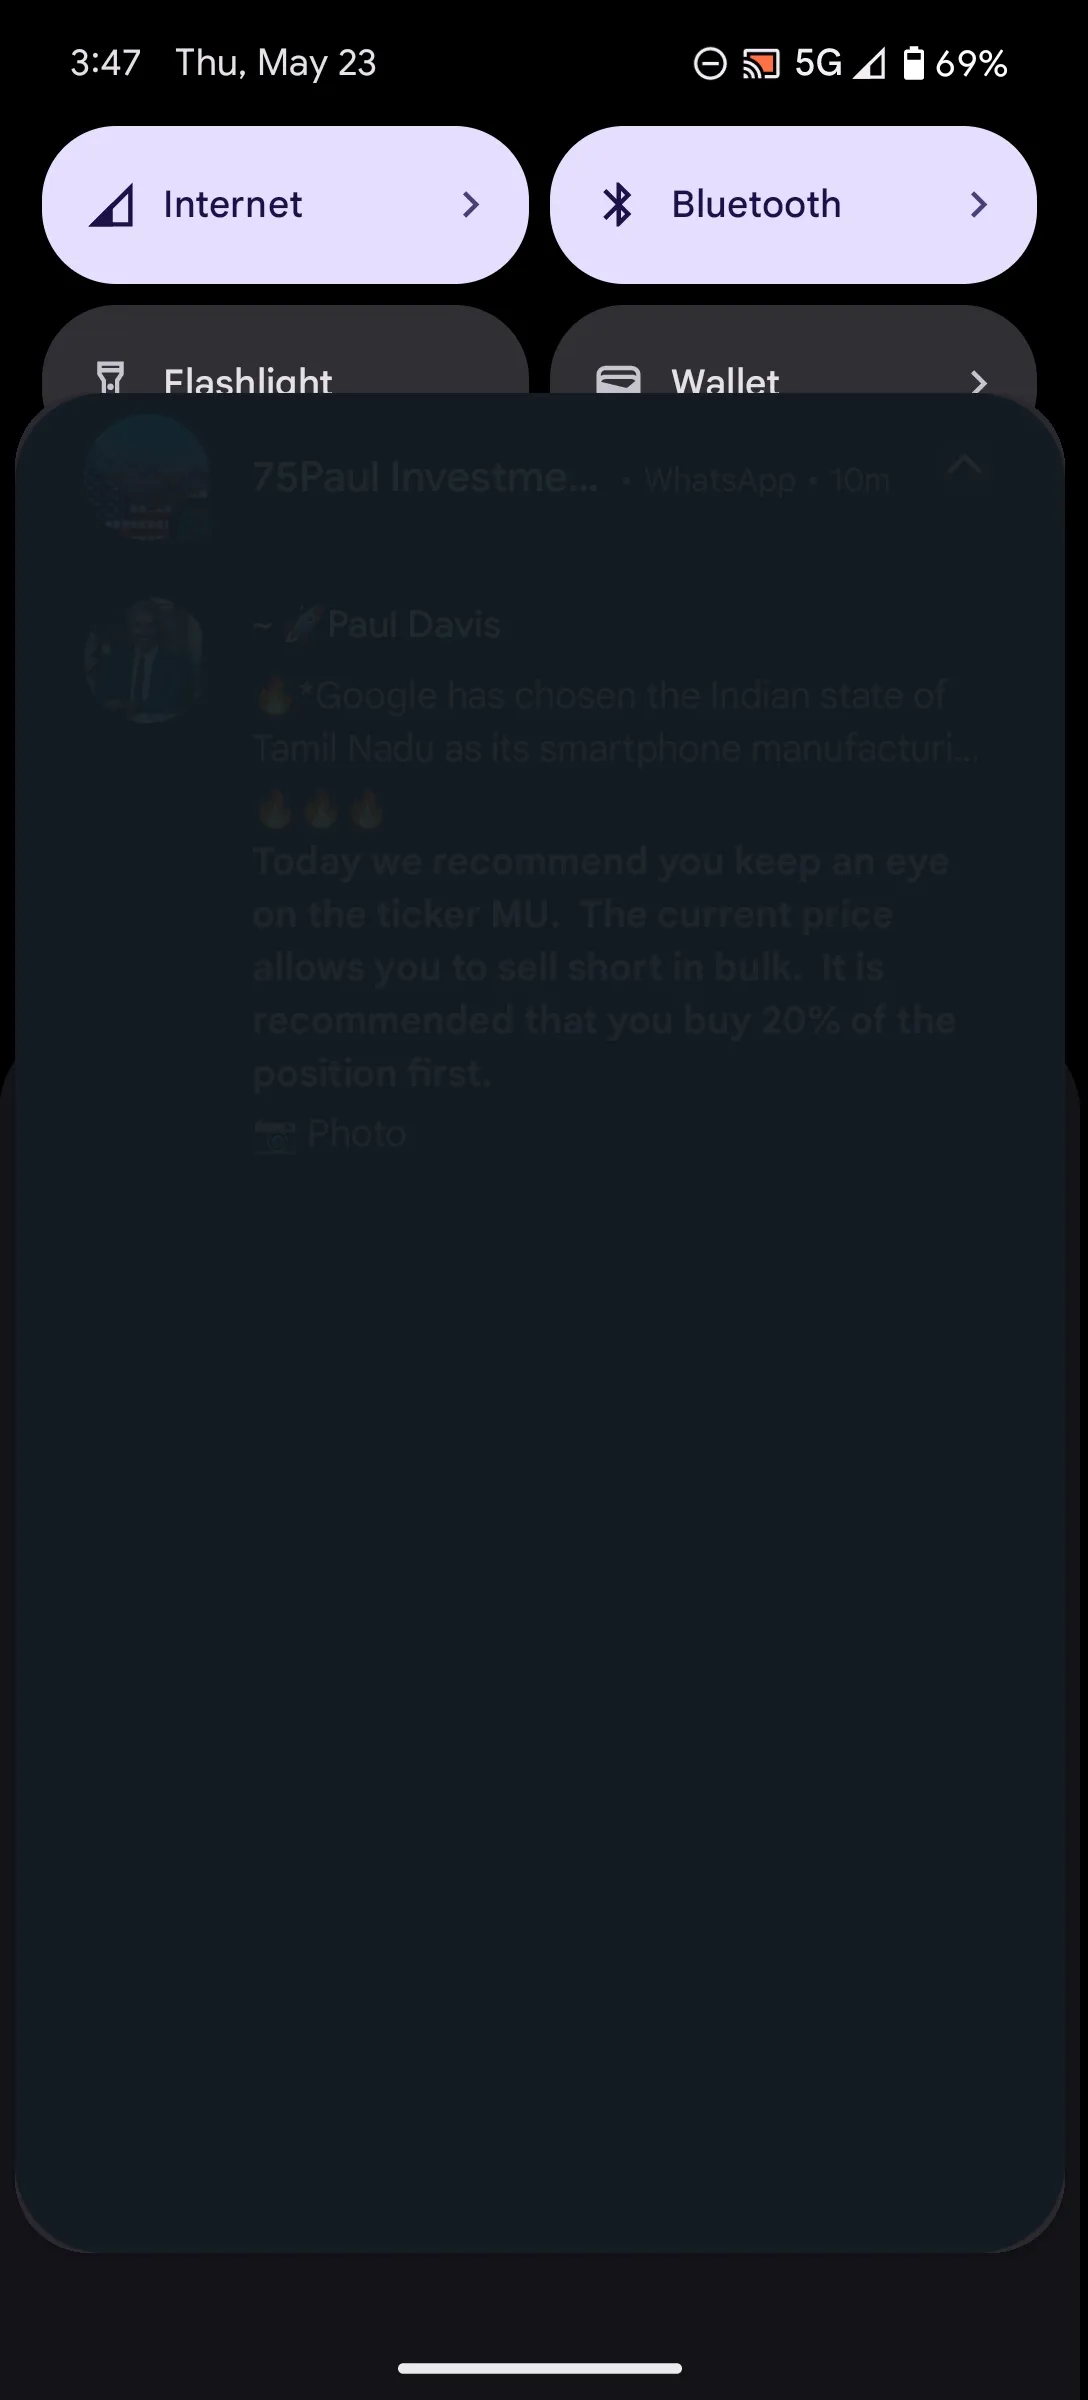 3:47 Thu, May 23 5G 69%
Internet Bluetooth
Flashlight Wallet
75Paul Investme... • WhatsApp • 10m
~ 🚀Paul Davis
🔥*Google has chosen the Indian state of
Tamil Nadu as its smartphone manufacturi...
🔥🔥🔥
Today we recommend you keep an eye
on the ticker MU. The current price
allows you to sell short in bulk. It is
recommended that you buy 20% of the
position first.
📷 Photo